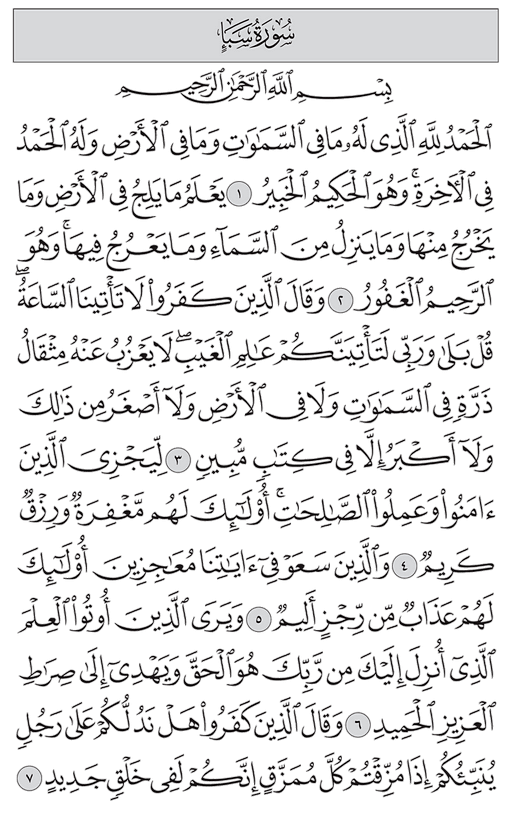 سُورَةُ سَبَإٍ
بِسْمِ ٱللَّهِ ٱلرَّحْمَٰنِ ٱلرَّحِيمِ
ٱلْحَمْدُ لِلَّهِ ٱلَّذِى لَهُۥ مَا فِى ٱلسَّمَٰوَٰتِ وَمَا فِى ٱلْأَرْضِ وَلَهُ ٱلْحَمْدُ
فِى ٱلْءَاخِرَةِ ۚ وَهُوَ ٱلْحَكِيمُ ٱلْخَبِيرُ ١ يَعْلَمُ مَا يَلِجُ فِى ٱلْأَرْضِ وَمَا
يَخْرُجُ مِنْهَا وَمَا يَنزِلُ مِنَ ٱلسَّمَآءِ وَمَا يَعْرُجُ فِيهَا ۚ وَهُوَ
ٱلرَّحِيمُ ٱلْغَفُورُ ٢ وَقَالَ ٱلَّذِينَ كَفَرُوا۟ لَا تَأْتِينَا ٱلسَّاعَةُ ۖ
قُلْ بَلَىٰ وَرَبِّى لَتَأْتِيَنَّكُمْ عَٰلِمِ ٱلْغَيْبِ ۖ لَا يَعْزُبُ عَنْهُ مِثْقَالُ
ذَرَّةٍ فِى ٱلسَّمَٰوَٰتِ وَلَا فِى ٱلْأَرْضِ وَلَآ أَصْغَرُ مِن ذَٰلِكَ
وَلَآ أَكْبَرُ إِلَّا فِى كِتَٰبٍ مُّبِينٍ ٣ لِّيَجْزِىَ ٱلَّذِينَ
ءَامَنُوا۟ وَعَمِلُوا۟ ٱلصَّٰلِحَٰتِ ۚ أُو۟لَٰٓئِكَ لَهُم مَّغْفِرَةٌ وَرِزْقٌ
كَرِيمٌ ٤ وَٱلَّذِينَ سَعَوْ فِىٓ ءَايَٰتِنَا مُعَٰجِزِينَ أُو۟لَٰٓئِكَ
لَهُمْ عَذَابٌ مِّن رِّجْزٍ أَلِيمٌ ٥ وَيَرَى ٱلَّذِينَ أُوتُوا۟ ٱلْعِلْمَ
ٱلَّذِىٓ أُنزِلَ إِلَيْكَ مِن رَّبِّكَ هُوَ ٱلْحَقَّ وَيَهْدِىٓ إِلَىٰ صِرَٰطِ
ٱلْعَزِيزِ ٱلْحَمِيدِ ٦ وَقَالَ ٱلَّذِينَ كَفَرُوا۟ هَلْ نَدُلُّكُمْ عَلَىٰ رَجُلٍ
يُنَبِّئُكُمْ إِذَا مُزِّقْتُمْ كُلَّ مُمَزَّقٍ إِنَّكُمْ لَفِى خَلْقٍ جَدِيدٍ ٧